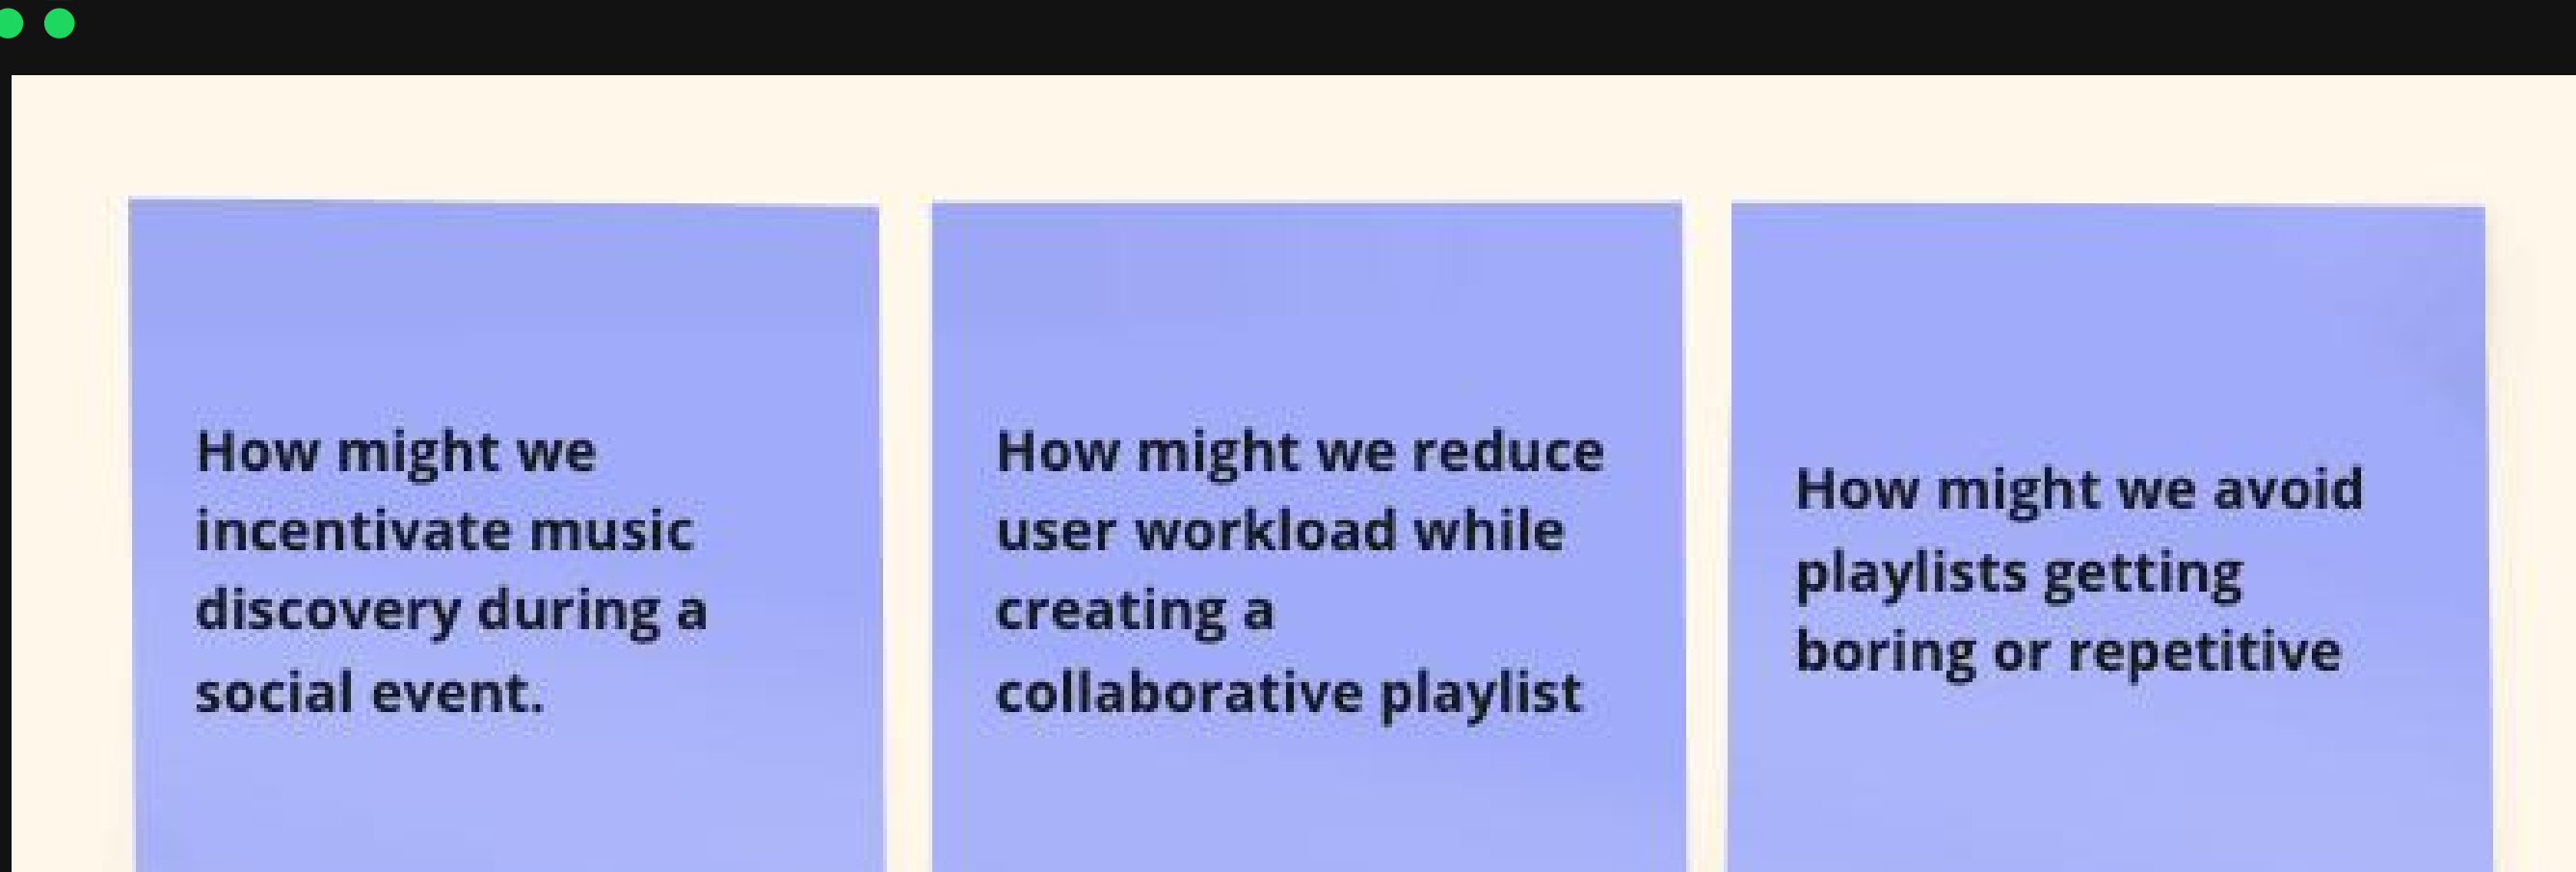 How might we
incentivate music
discovery during a
social event.
How might we reduce
user workload while
creating a
collaborative playlist
How might we avoid
playlists getting
boring or repetitive